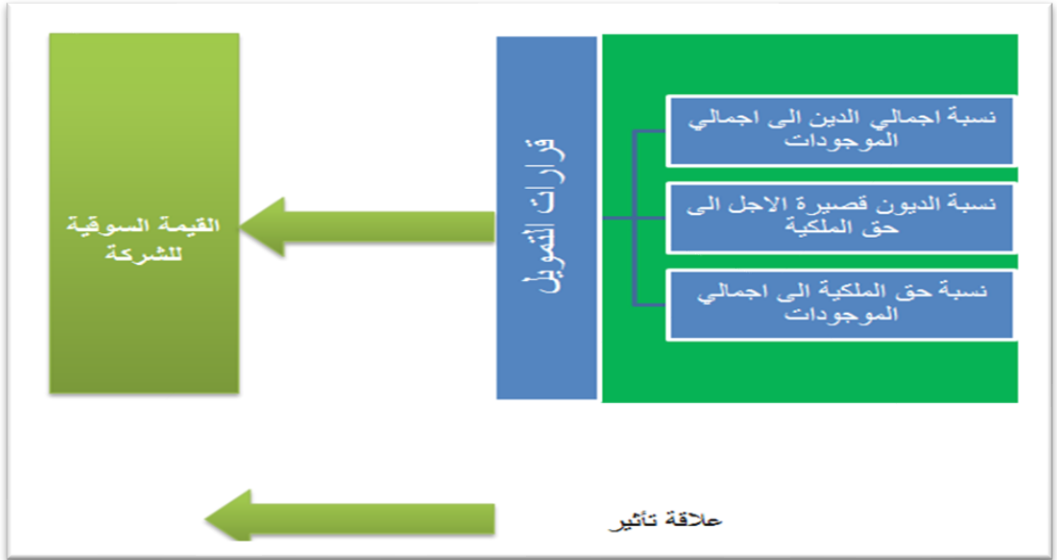 نسبة اجمالي الدين الى اجمالي
الموجودات
نسبة الديون قصيرة الاجل الى
حق الملكية
نسبة حق الملكية الى اجمالي
الموجودات
قرارات التمويل
القيمة السوقية
للشركة
علاقة تأثير